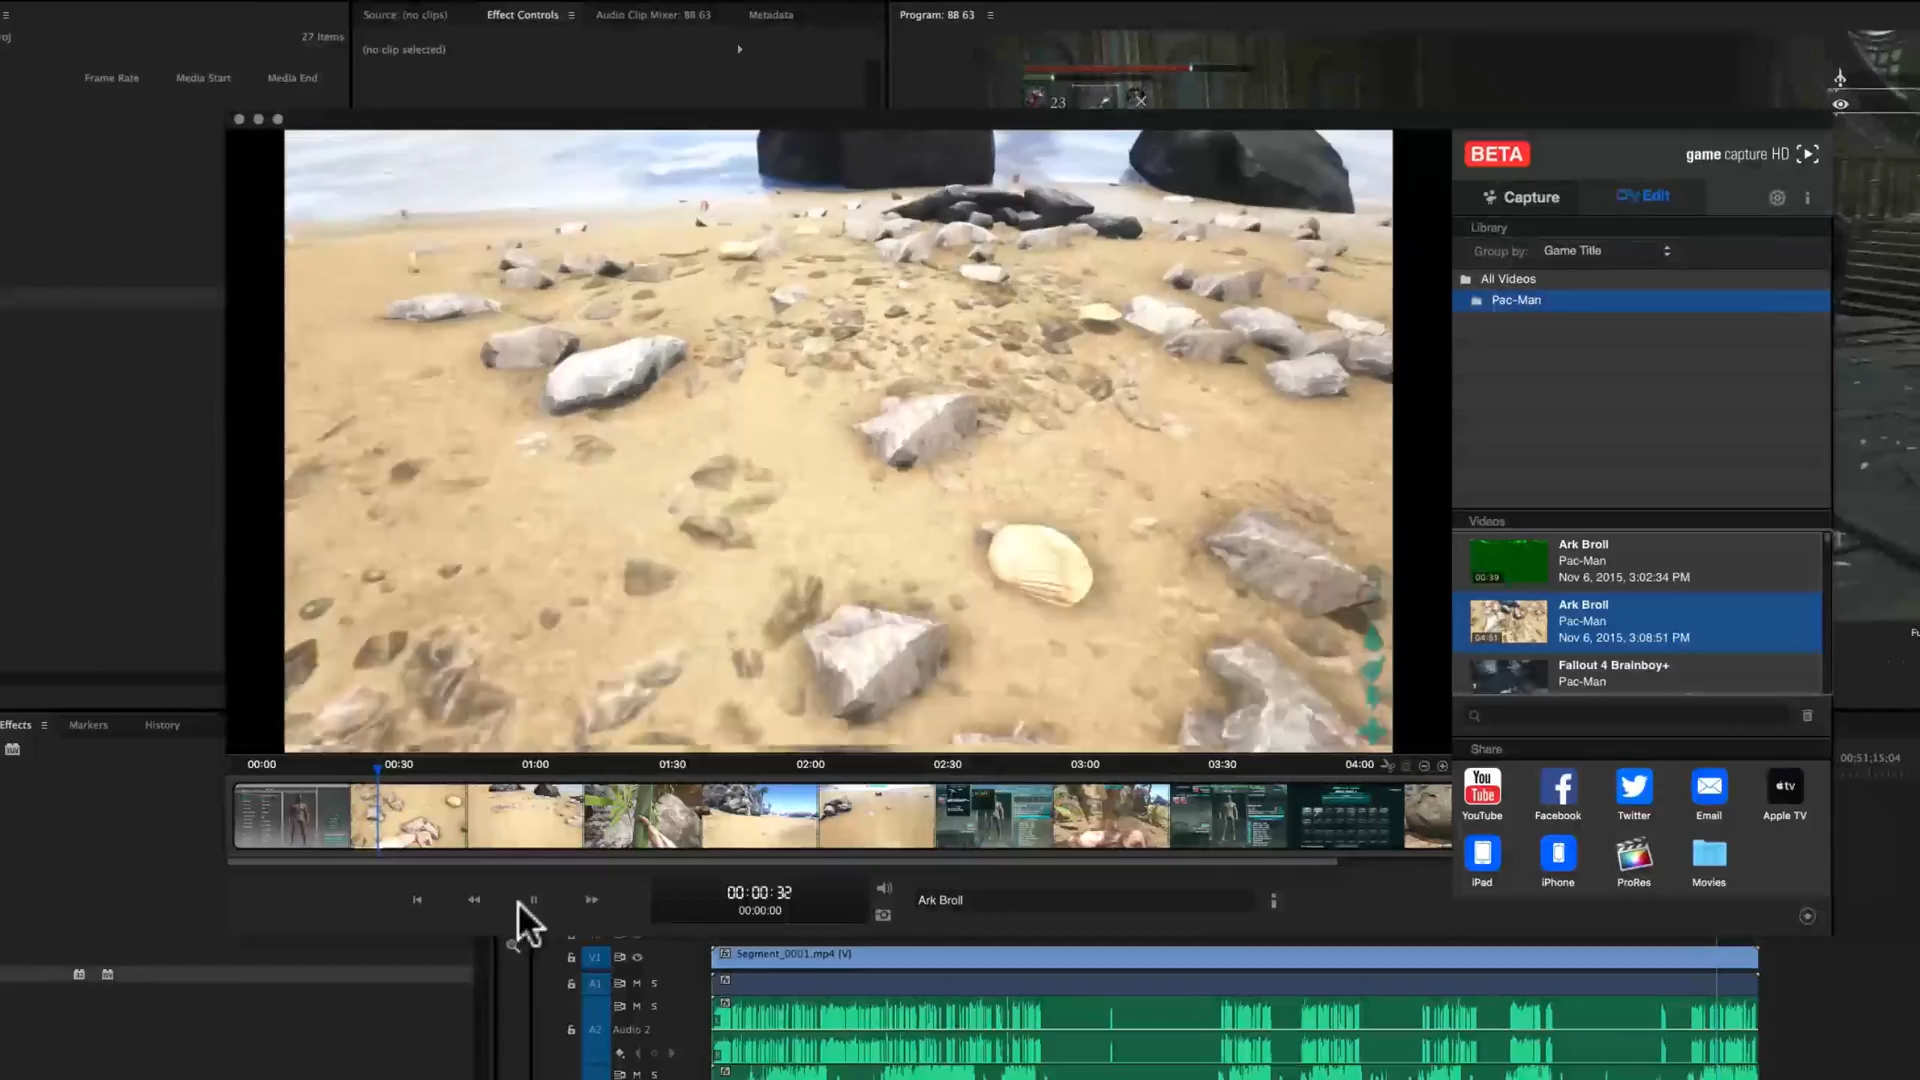 Source: (no clips)
Effect Controls
Audio Clip Mixer: BB 63
Metadata
Program: BB 63
27 Items
(no clip selected)
Frame Rate
Media Start
Media End
23
BETA
game capture HD
Capture
Edit
Library
Group by:
Game Title
All Videos
Pac-Man
Videos
Ark Broll
Pac-Man
00:39
Nov 6, 2015, 3:02:34 PM
Ark Broll
Pac-Man
04:51
Nov 6, 2015, 3:08:51 PM
Fallout 4 Brainboy+
Pac-Man
Effects
Markers
History
00:00
00:30
01:00
01:30
02:00
02:30
03:00
03:30
04:00
Share
00;51;15;04
You
Tube
YouTube
Facebook
Twitter
Email
tv
Apple TV
iPad
iPhone
ProRes
Movies
00:00:32
00:00:00
Ark Broll
V1
Segment_0001.mp4 [V]
A1
M S
M S
A2
Audio 2
M S